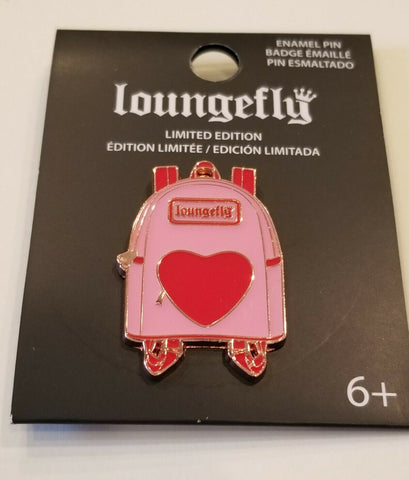 ENAMEL PIN
BADGE ÉMAILLÉ
PIN ESMALTADO
loungefly
LIMITED EDITION
ÉDITION LIMITÉE / EDICIÓN LIMITADA
loungefly
6+